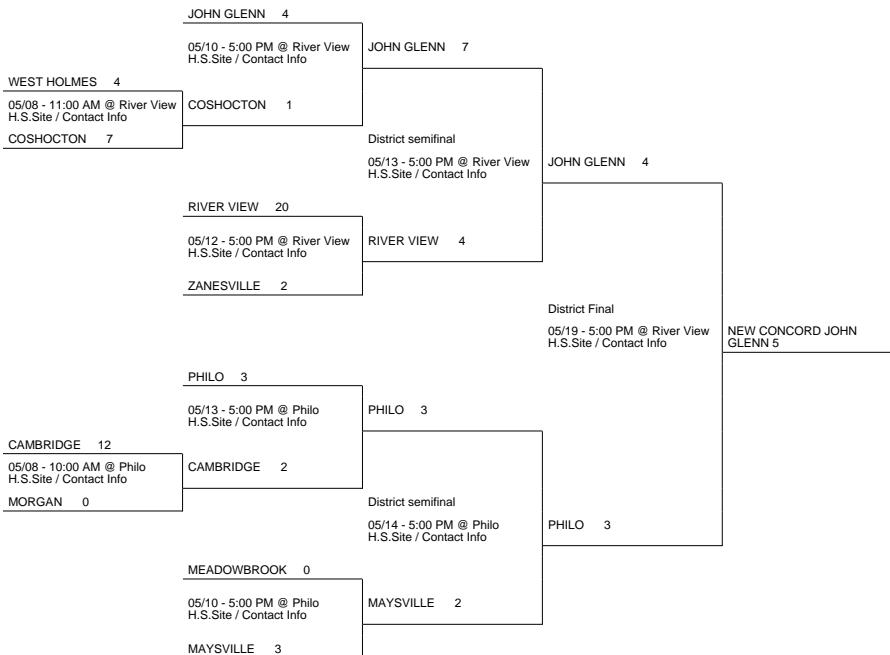 JOHN GLENN 4
05/10 - 5:00 PM @ River View
H.S.Site / Contact Info
JOHN GLENN 7
WEST HOLMES 4
05/08 - 11:00 AM @ River View
H.S.Site / Contact Info
COSHOCTON 1
COSHOCTON 7
District semifinal
05/13 - 5:00 PM @ River View
H.S.Site / Contact Info
JOHN GLENN 4
RIVER VIEW 20
05/12 - 5:00 PM @ River View
H.S.Site / Contact Info
RIVER VIEW 4
ZANESVILLE 2
District Final
05/19 - 5:00 PM @ River View
H.S.Site / Contact Info
NEW CONCORD JOHN
GLENN 5
PHILO 3
05/13 - 5:00 PM @ Philo
H.S.Site / Contact Info
PHILO 3
CAMBRIDGE 12
05/08 - 10:00 AM @ Philo
H.S.Site / Contact Info
CAMBRIDGE 2
MORGAN 0
District semifinal
05/14 - 5:00 PM @ Philo
H.S.Site / Contact Info
PHILO 3
MEADOWBROOK 0
05/10 - 5:00 PM @ Philo
H.S.Site / Contact Info
MAYSVILLE 2
MAYSVILLE 3